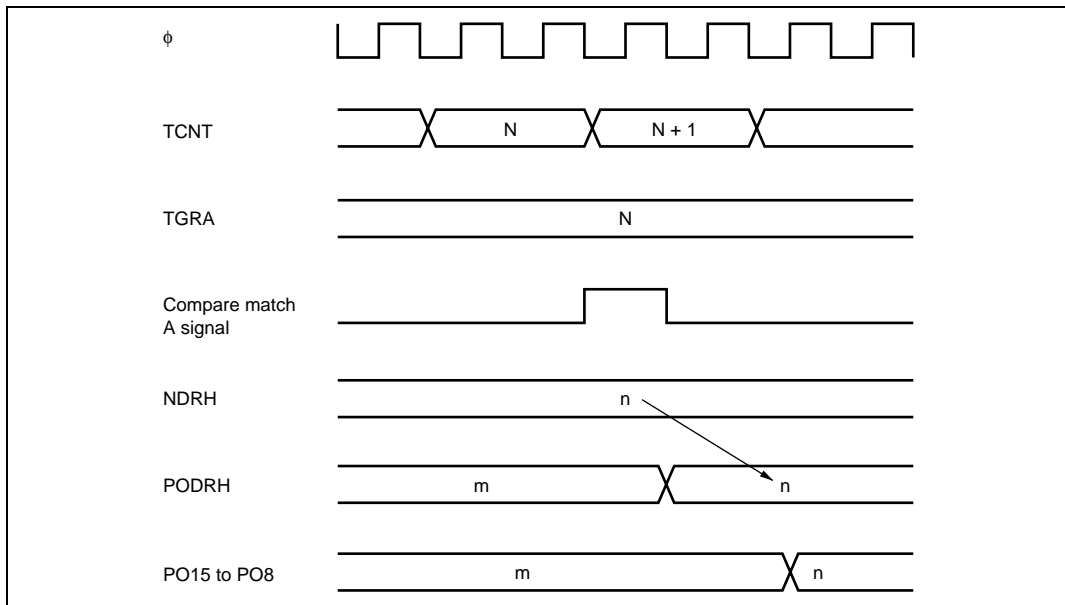 ϕ
TCNT
N
N + 1
TGRA
N
Compare match
A signal
NDRH
n
PODRH
m
n
PO15 to PO8
m
n